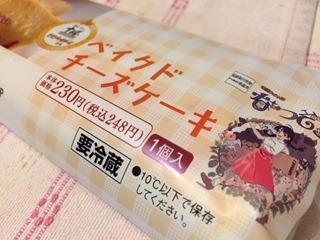 ベイクド
チーズケーキ
本体
価格 230円(税込248円)
1個入
要冷蔵
●10℃以下で保存
してください。